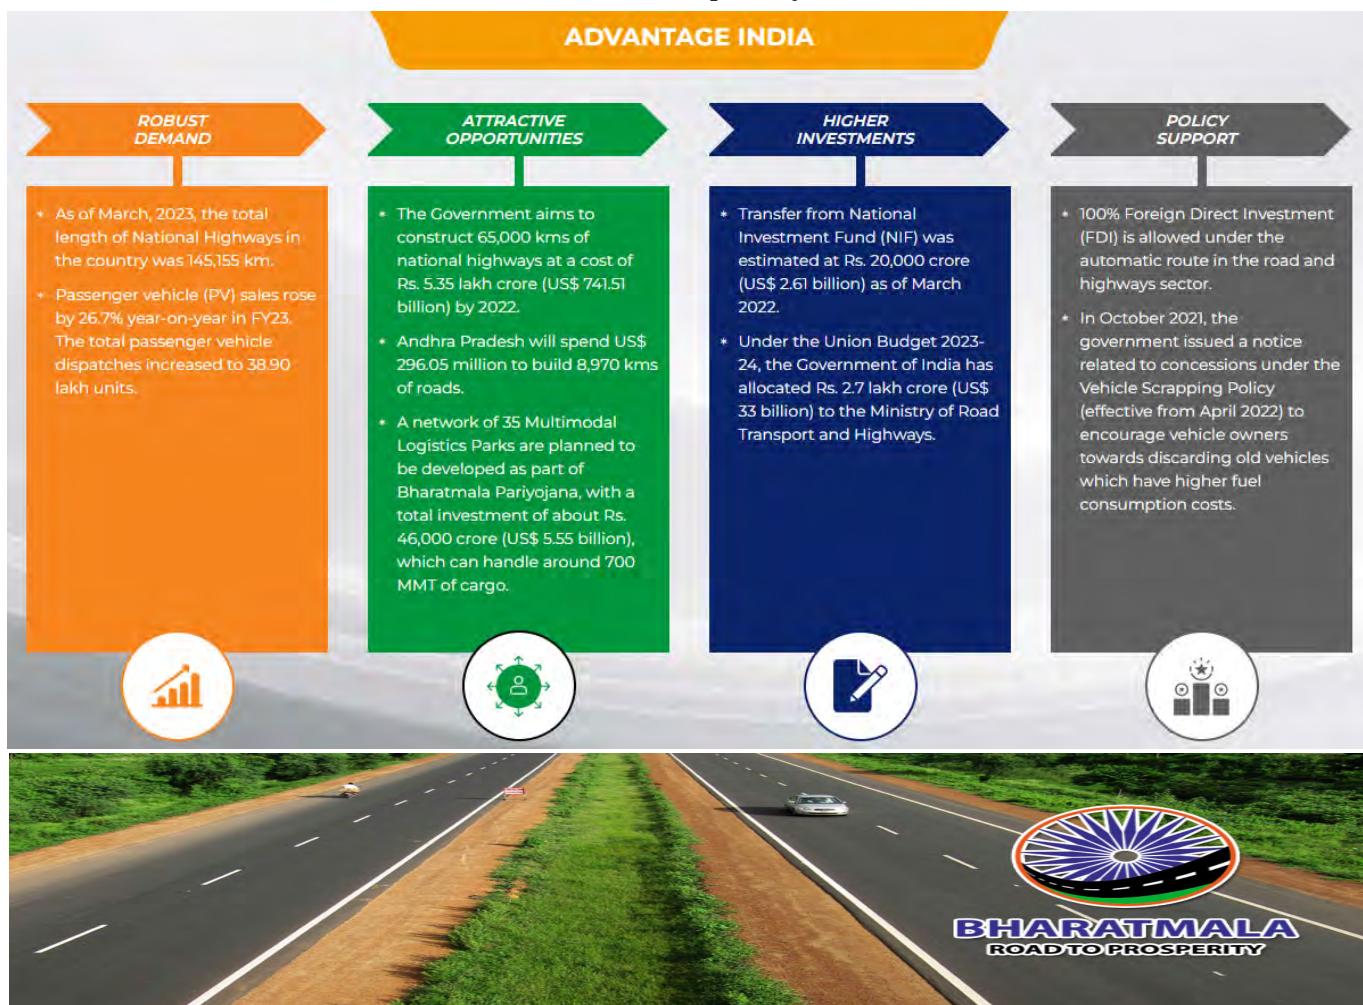 ADVANTAGE INDIA
ROBUST
DEMAND
* As of March, 2023, the total
length of National Highways in
the country was 145,155 km.
* Passenger vehicle (PV) sales rose
by 26.7% year-on-year in FY23.
The total passenger vehicle
dispatches increased to 38.90
lakh units.
ATTRACTIVE
OPPORTUNITIES
* The Government aims to
construct 65,000 kms of
national highways at a cost of
Rs. 5.35 lakh crore (US$ 741.51
billion) by 2022.
* Andhra Pradesh will spend US$
296.05 million to build 8,970 kms
of roads.
* A network of 35 Multimodal
Logistics Parks are planned to
be developed as part of
Bharatmala Pariyojana, with a
total investment of about Rs.
46,000 crore (US$ 5.55 billion),
which can handle around 700
MMT of cargo.
HIGHER
INVESTMENTS
* Transfer from National
Investment Fund (NIF) was
estimated at Rs. 20,000 crore
(US$ 2.61 billion) as of March
2022.
* Under the Union Budget 2023-
24, the Government of India has
allocated Rs. 2.7 lakh crore (US$
33 billion) to the Ministry of Road
Transport and Highways.
POLICY
SUPPORT
* 100% Foreign Direct Investment
(FDI) is allowed under the
automatic route in the road and
highways sector.
* In October 2021, the
government issued a notice
related to concessions under the
Vehicle Scrapping Policy
(effective from April 2022) to
encourage vehicle owners
towards discarding old vehicles
which have higher fuel
consumption costs.
BHARATMALA
ROAD TO PROSPERITY